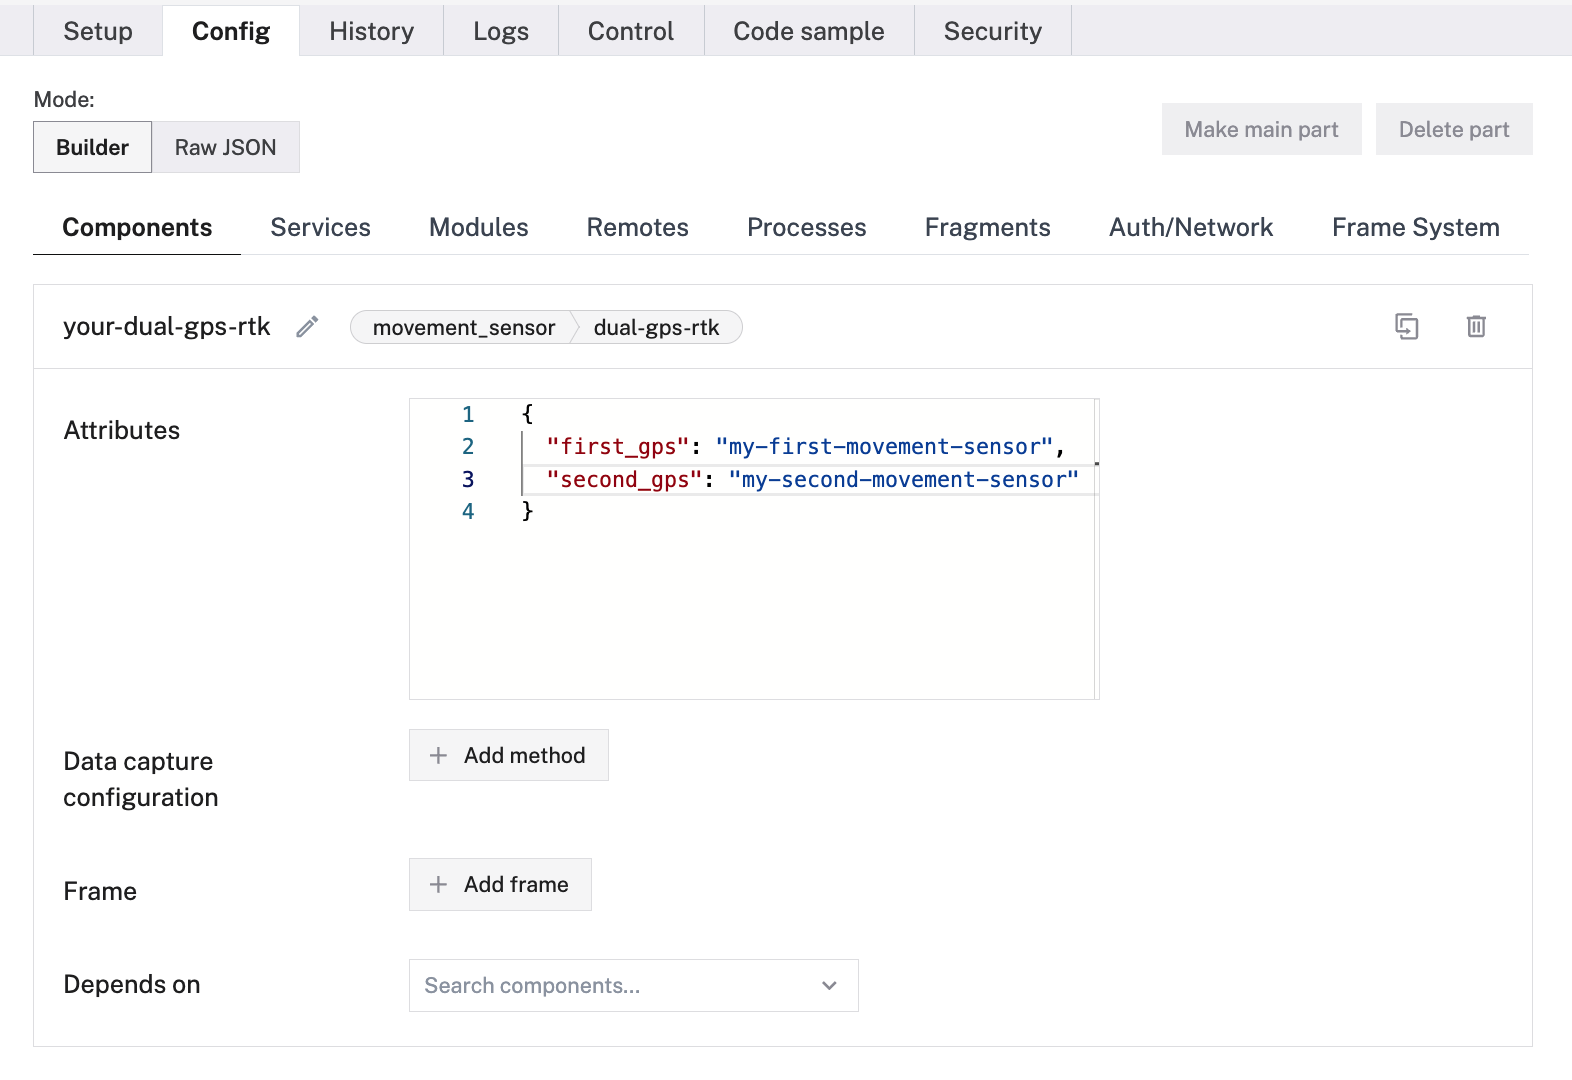 Setup Config History Logs Control Code sample Security
Mode:
Builder Raw JSON
Make main part Delete part
Components Services Modules Remotes Processes Fragments Auth/Network Frame System
your-dual-gps-rtk movement_sensor dual-gps-rtk
Attributes
1 {
2 "first_gps": "my-first-movement-sensor",
3 "second_gps": "my-second-movement-sensor"
4 }
Data capture
configuration
+ Add method
Frame
+ Add frame
Depends on
Search components...